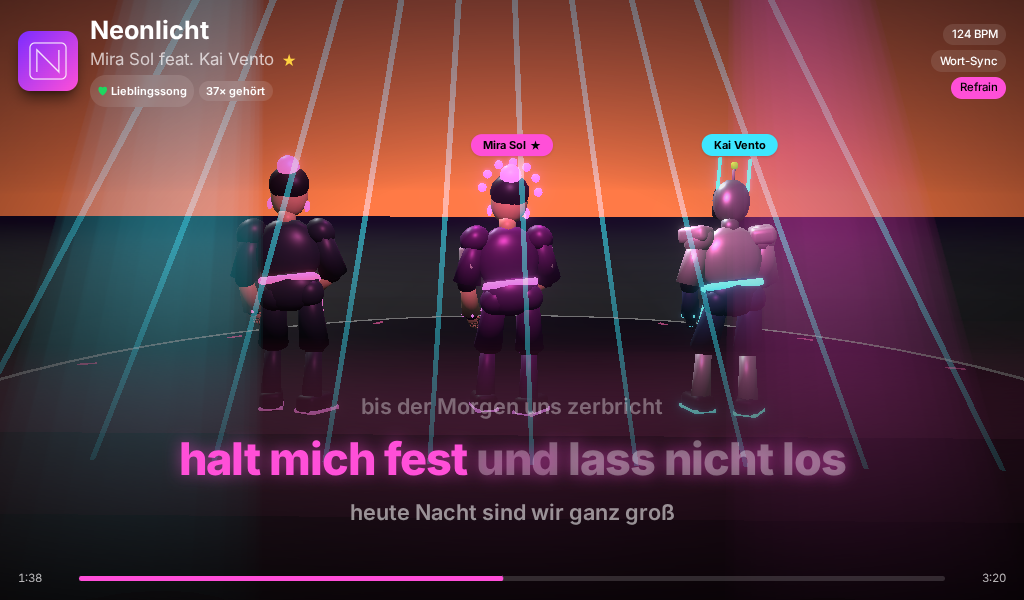 Neonlicht
Mira Sol feat. Kai Vento ★
Lieblingssong
37× gehört
124 BPM
Wort-Sync
Refrain
N
Mira Sol ★
Kai Vento
bis der Morgen uns zerbricht
halt mich fest und lass nicht los
heute Nacht sind wir ganz groß
1:38
3:20